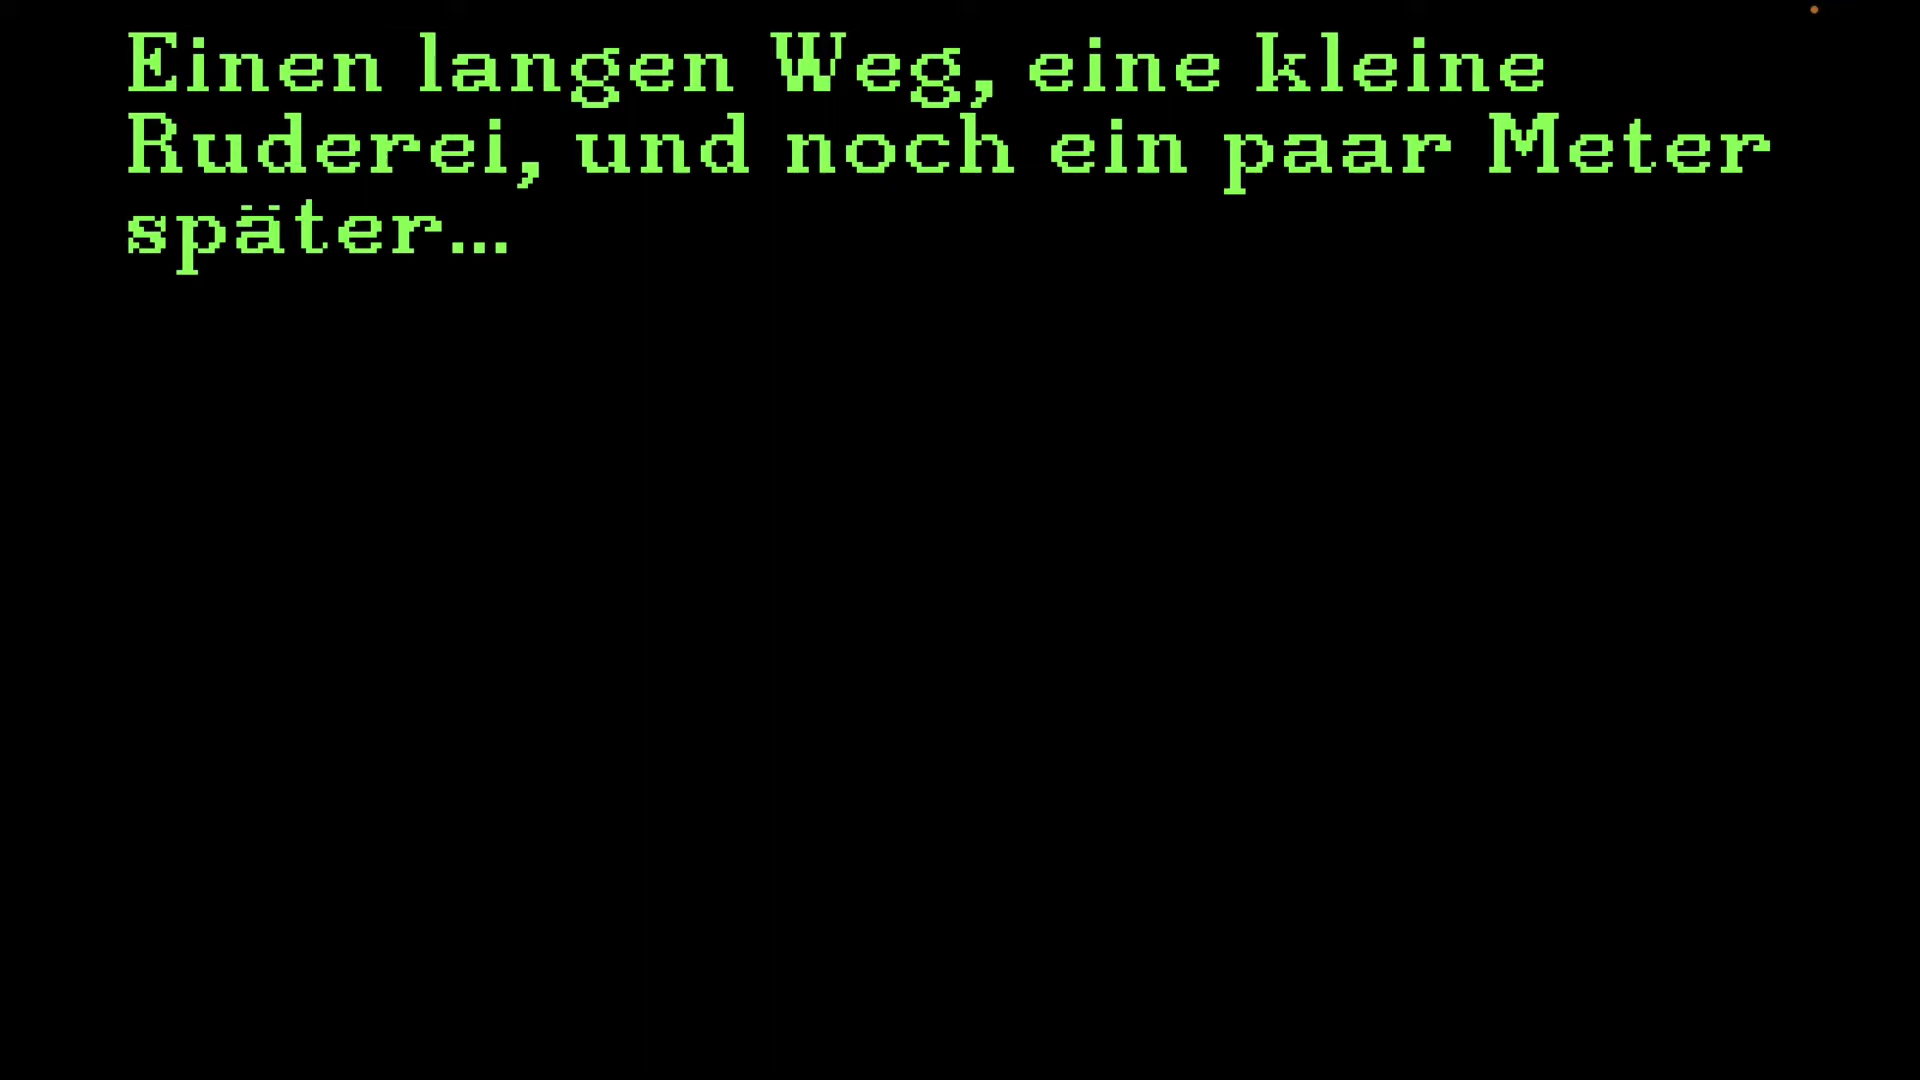 Einen langen Weg, eine kleine
Ruderei, und noch ein paar Meter
später...